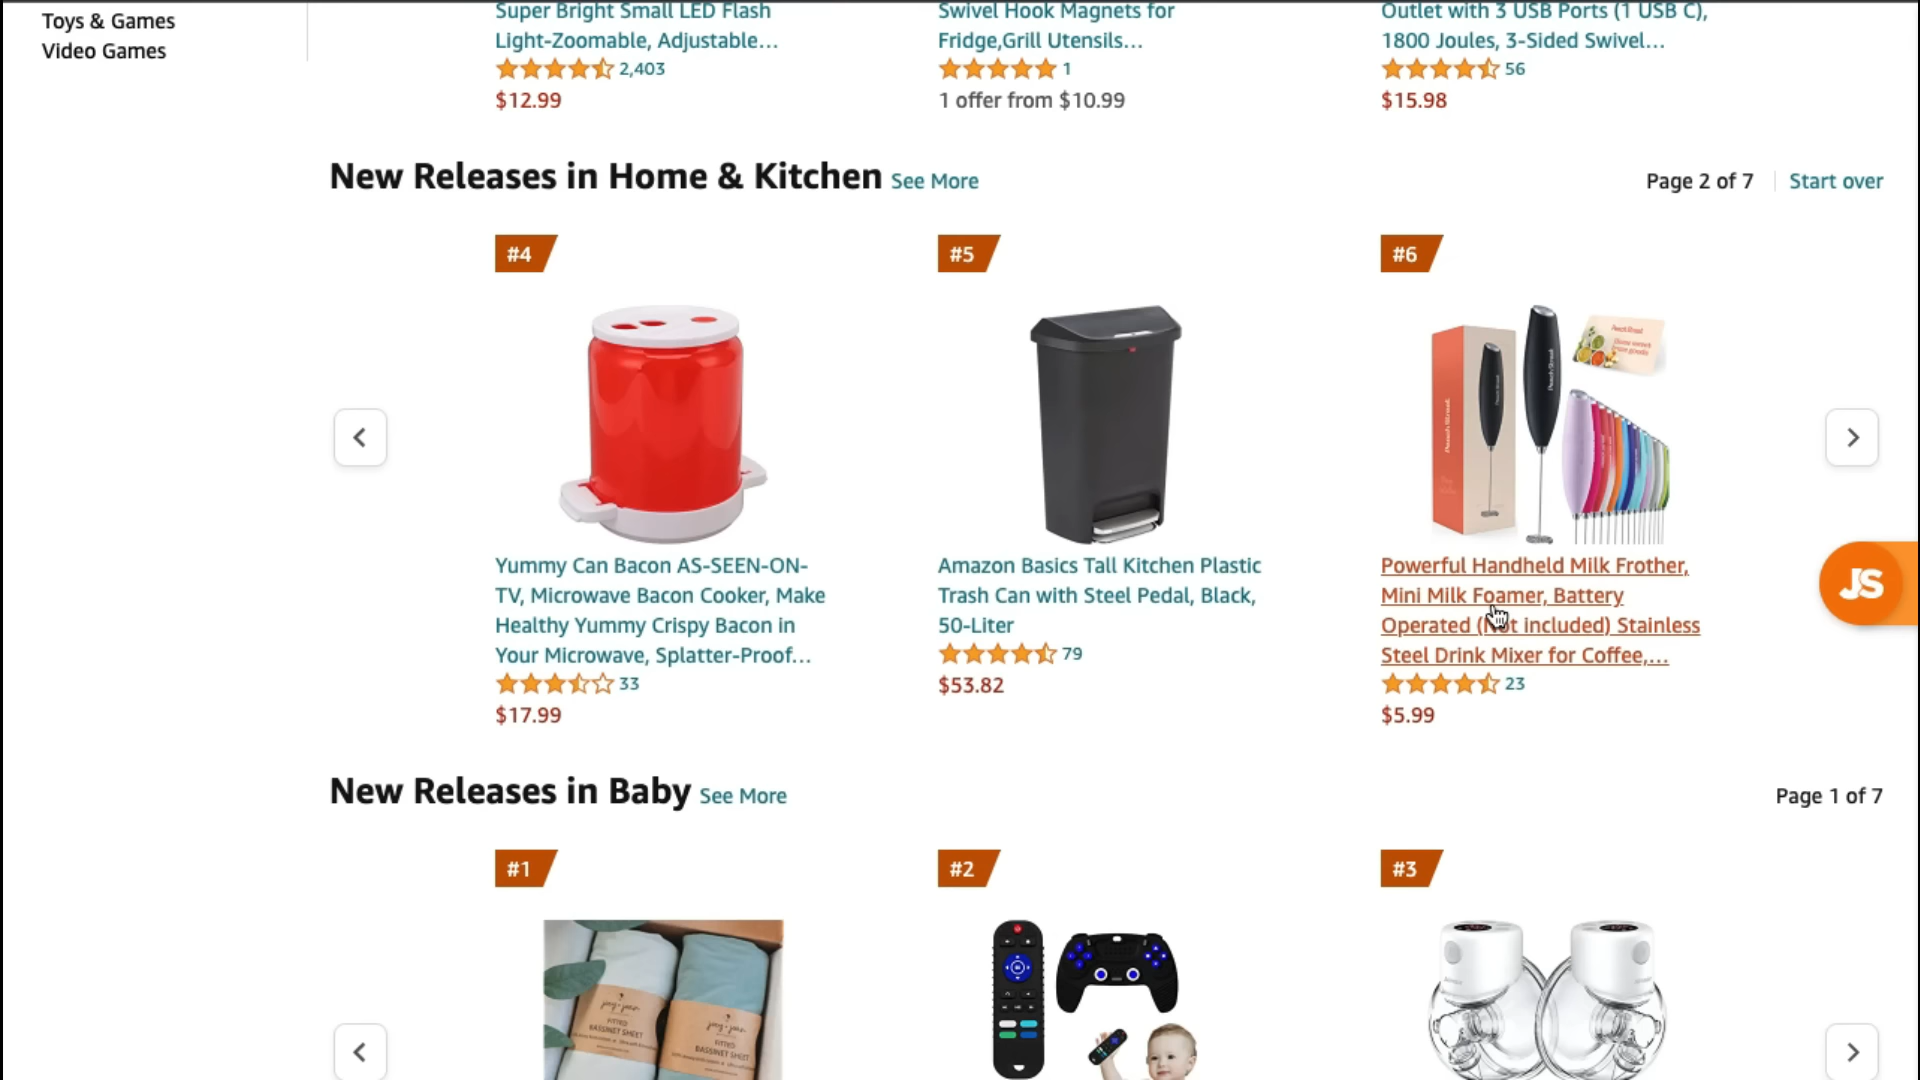 Toys & Games
Video Games
Super Bright Small LED Flash
Light-Zoomable, Adjustable...
2,403
$12.99
Swivel Hook Magnets for
Fridge,Grill Utensils...
1
1 offer from $10.99
Outlet with 3 USB Ports (1 USB C),
1800 Joules, 3-Sided Swivel...
56
$15.98
New Releases in Home & Kitchen See More
Page 2 of 7 Start over
#4
#5
#6
Yummy Can Bacon AS-SEEN-ON-
TV, Microwave Bacon Cooker, Make
Healthy Yummy Crispy Bacon in
Your Microwave, Splatter-Proof...
33
$17.99
Amazon Basics Tall Kitchen Plastic
Trash Can with Steel Pedal, Black,
50-Liter
79
$53.82
Powerful Handheld Milk Frother,
Mini Milk Foamer, Battery
Operated (Not included) Stainless
Steel Drink Mixer for Coffee,...
23
$5.99
JS
New Releases in Baby See More
Page 1 of 7
#1
#2
#3
FITTED
BASSINET SHEET
FITTED
BASSINET SHEET